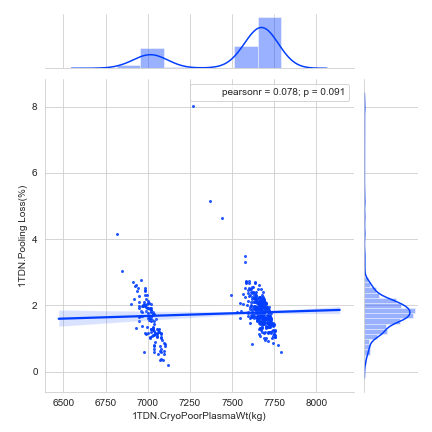 pearsonr = 0.078; p = 0.091
8
6
4
2
0
1TDN.Pooling Loss(%)
6500 6750 7000 7250 7500 7750 8000
1TDN.CryoPoorPlasmaWt(kg)